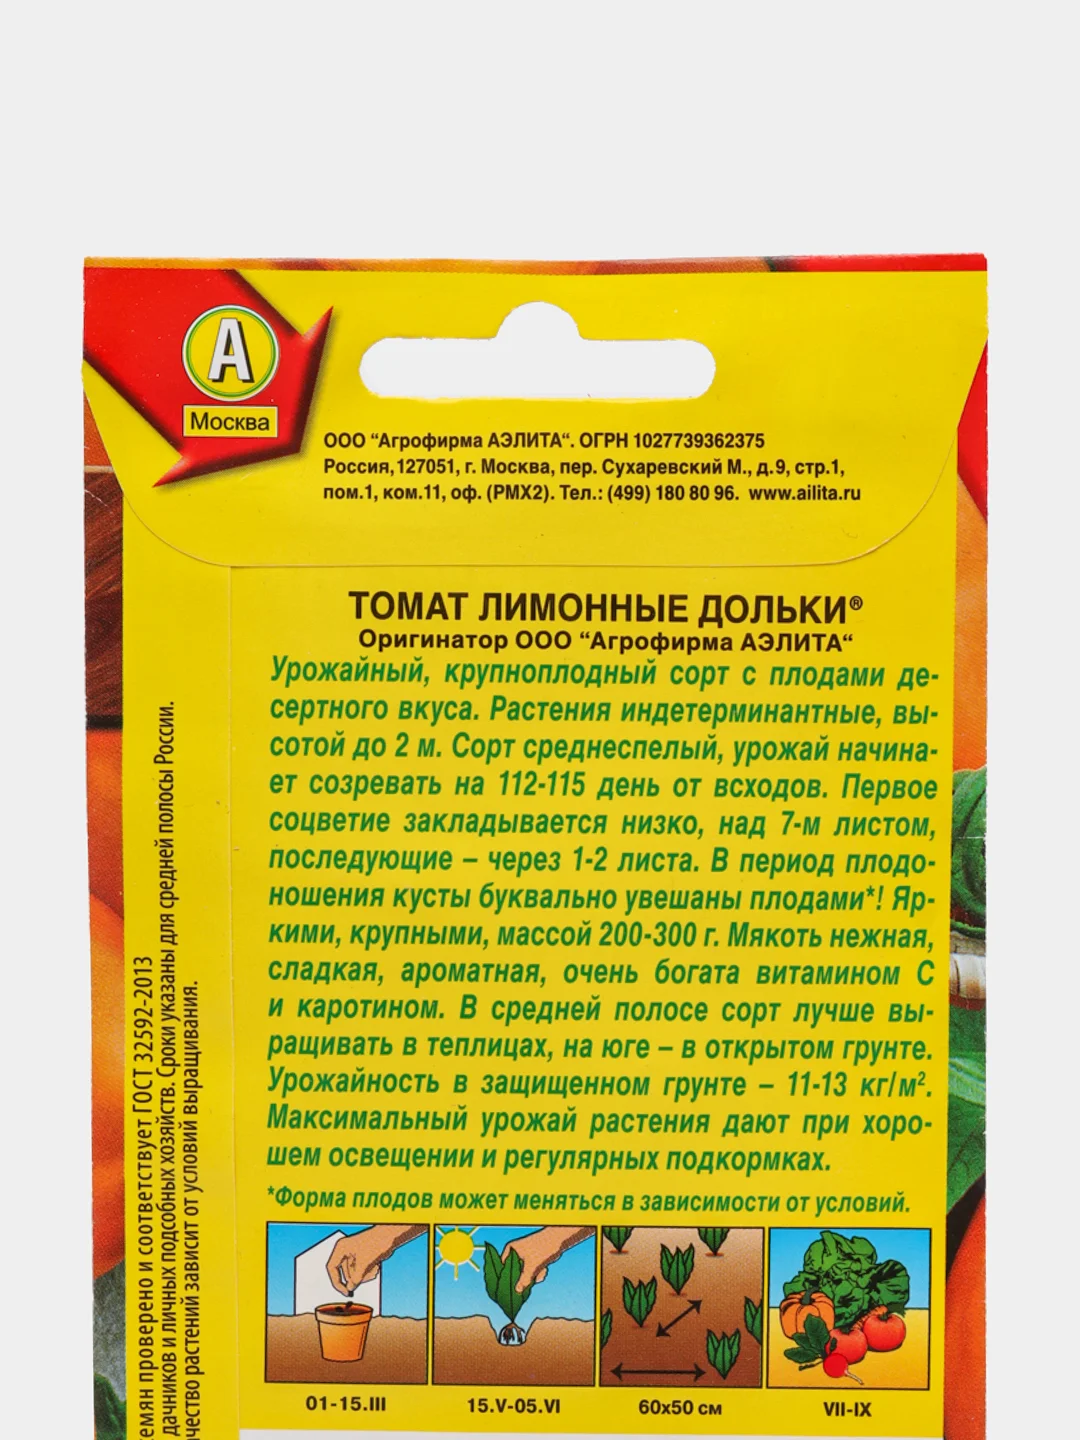 А
Москва
ООО “Агрофирма АЭЛИТА“. ОГРН 1027739362375
Россия,127051, г. Москва, пер. Сухаревский М., д.9, стр.1,
пом.1, ком.11, оф. (РМХ2). Тел.: (499) 180 80 96. www.ailita.ru
ТОМАТ ЛИМОННЫЕ ДОЛЬКИ®
Оригинатор ООО “Агрофирма АЭЛИТА“
Урожайный, крупноплодный сорт с плодами де-
сертного вкуса. Растения индетерминантные, вы-
сотой до 2 м. Сорт среднеспелый, урожай начина-
ет созревать на 112-115 день от всходов. Первое
соцветие закладывается низко, над 7-м листом,
последующие – через 1-2 листа. В период плодо-
ношения кусты буквально увешаны плодами*! Яр-
кими, крупными, массой 200-300 г. Мякоть нежная,
сладкая, ароматная, очень богата витамином С
и каротином. В средней полосе сорт лучше вы-
ращивать в теплицах, на юге – в открытом грунте.
Урожайность в защищенном грунте – 11-13 кг/м².
Максимальный урожай растения дают при хоро-
шем освещении и регулярных подкормках.
*Форма плодов может меняться в зависимости от условий.
01-15.III
15.V-05.VI
60x50 см
VII-IX
проверено и соответствует ГОСТ 32592-2013
дачников и личных подсобных хозяйств. Сроки указаны для средней полосы России.
растений зависит от условий выращивания.